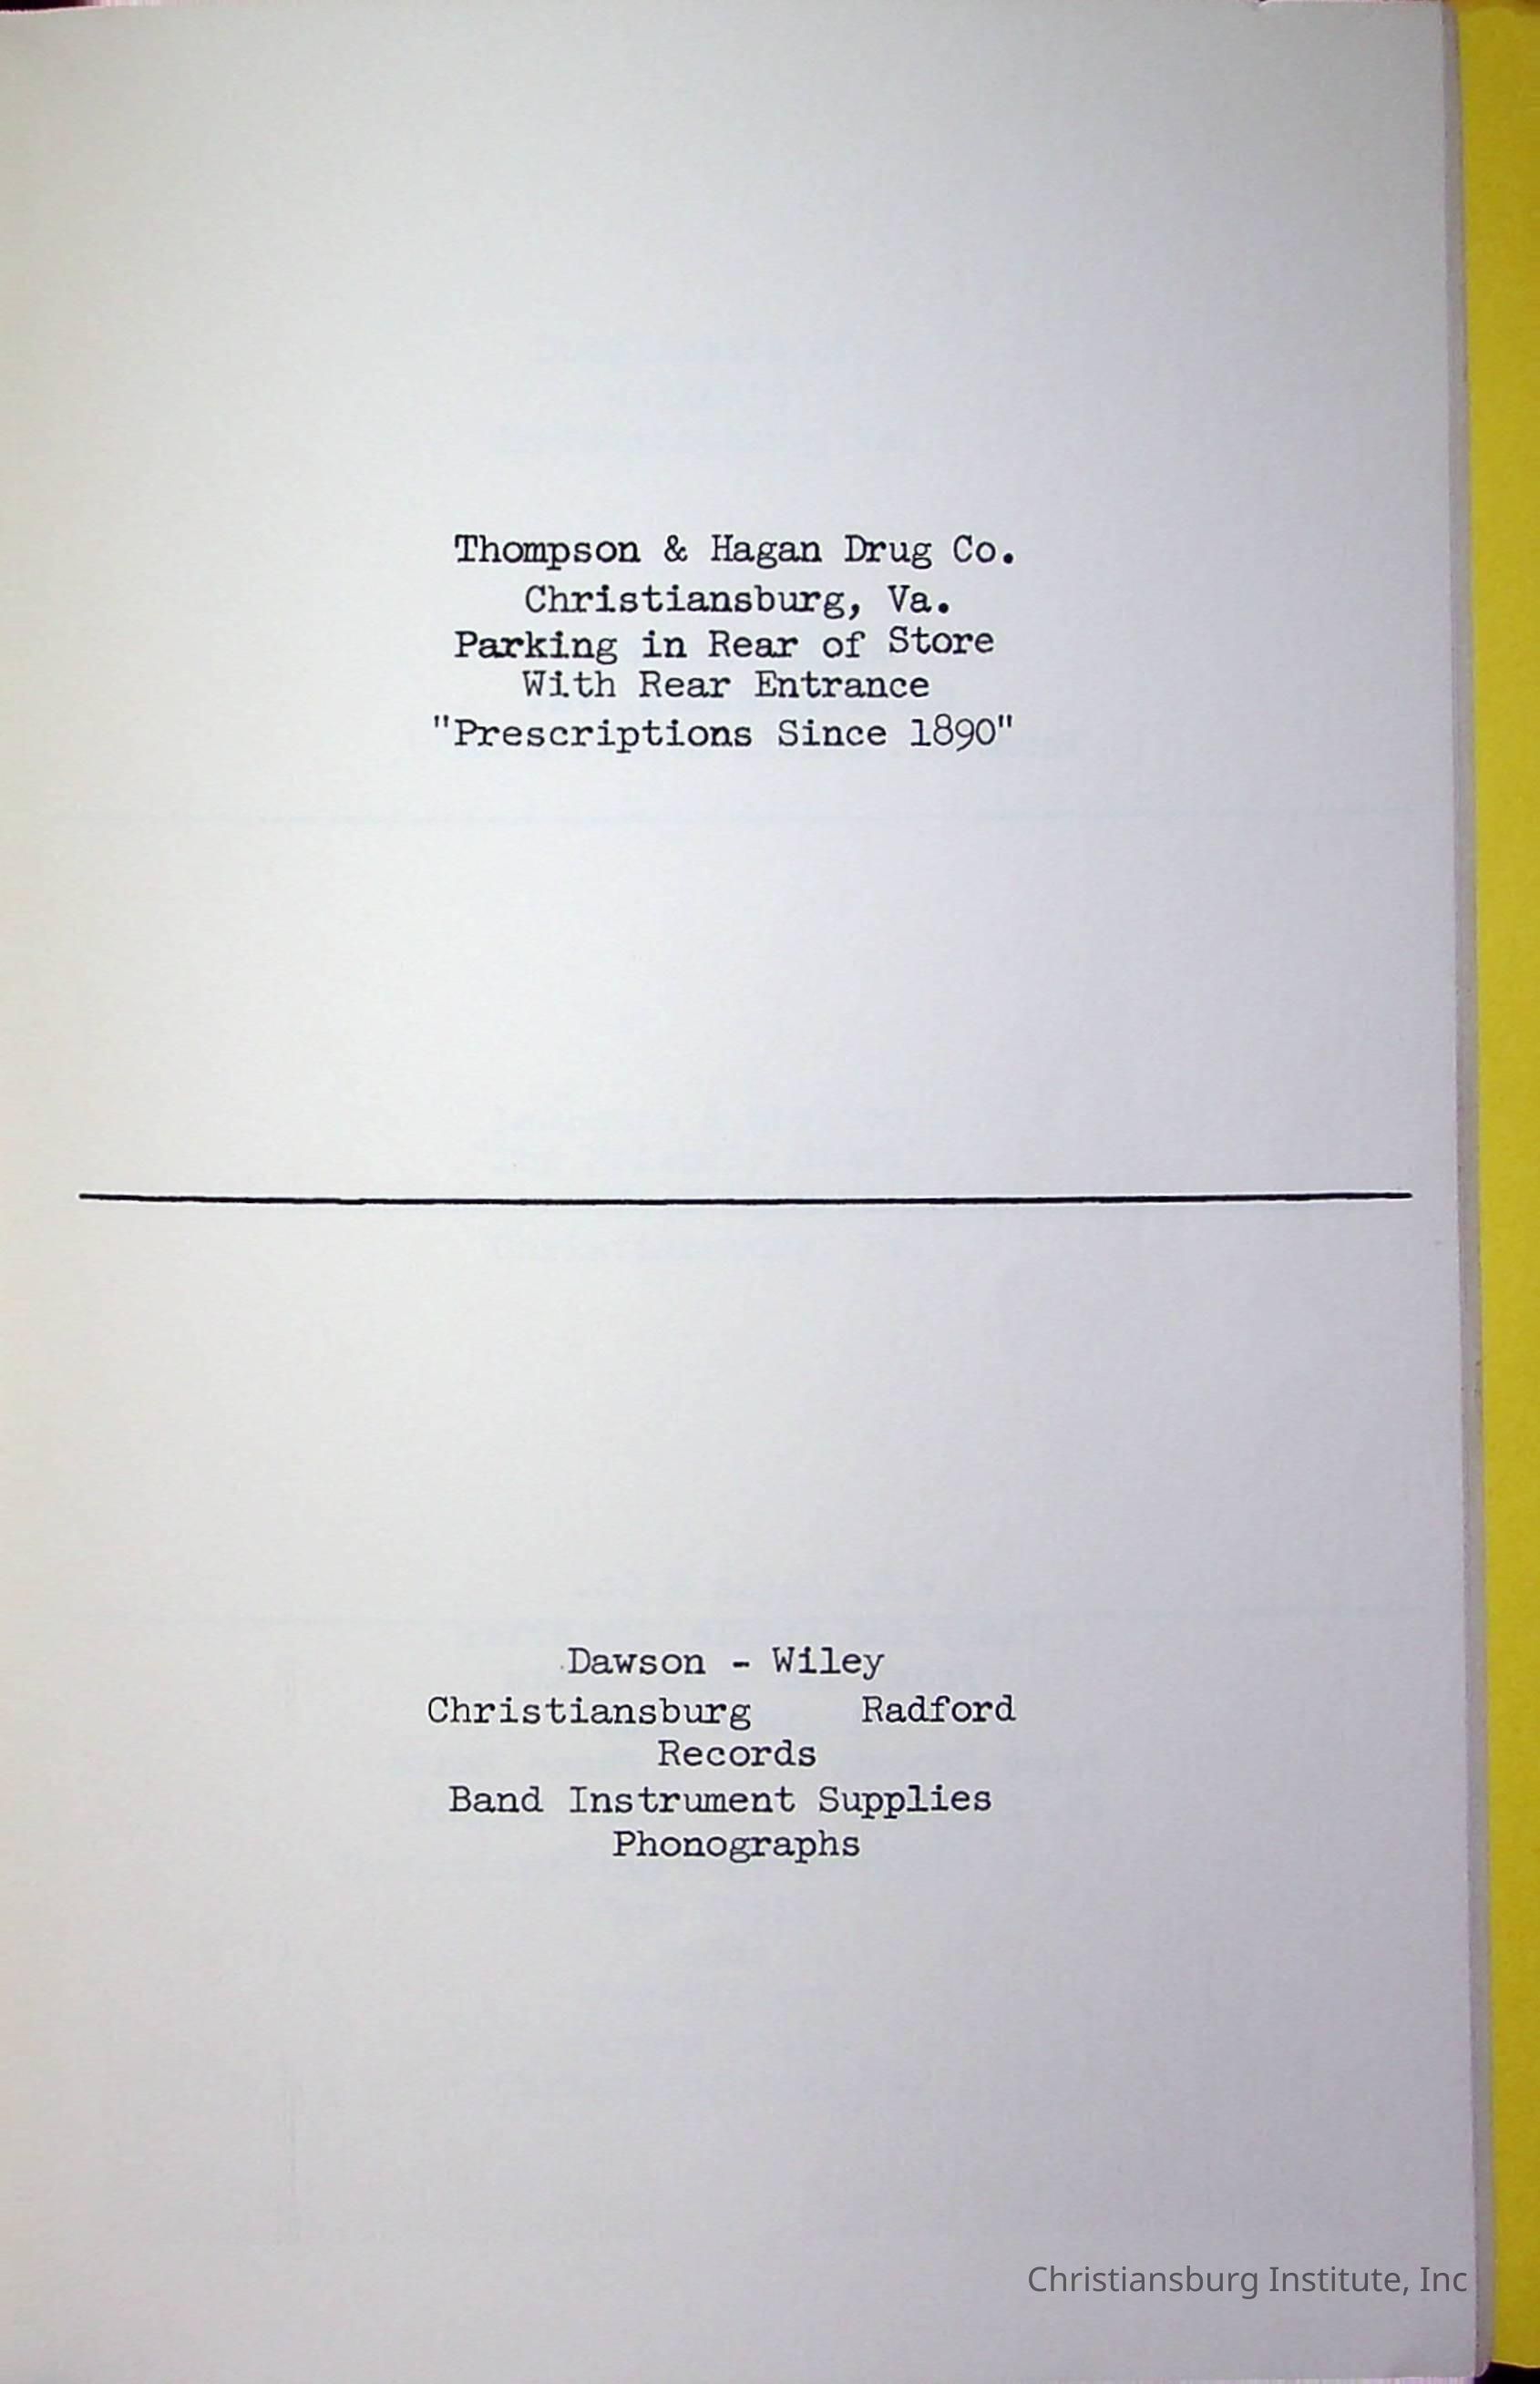 Thompson & Hagan Drug Co.
Christiansburg, Va.
Parking in Rear of Store
With Rear Entrance
"Prescriptions Since 1890"
Dawson - Wiley
Christiansburg Radford
Records
Band Instrument Supplies
Phonographs
Christiansburg Institute, Inc